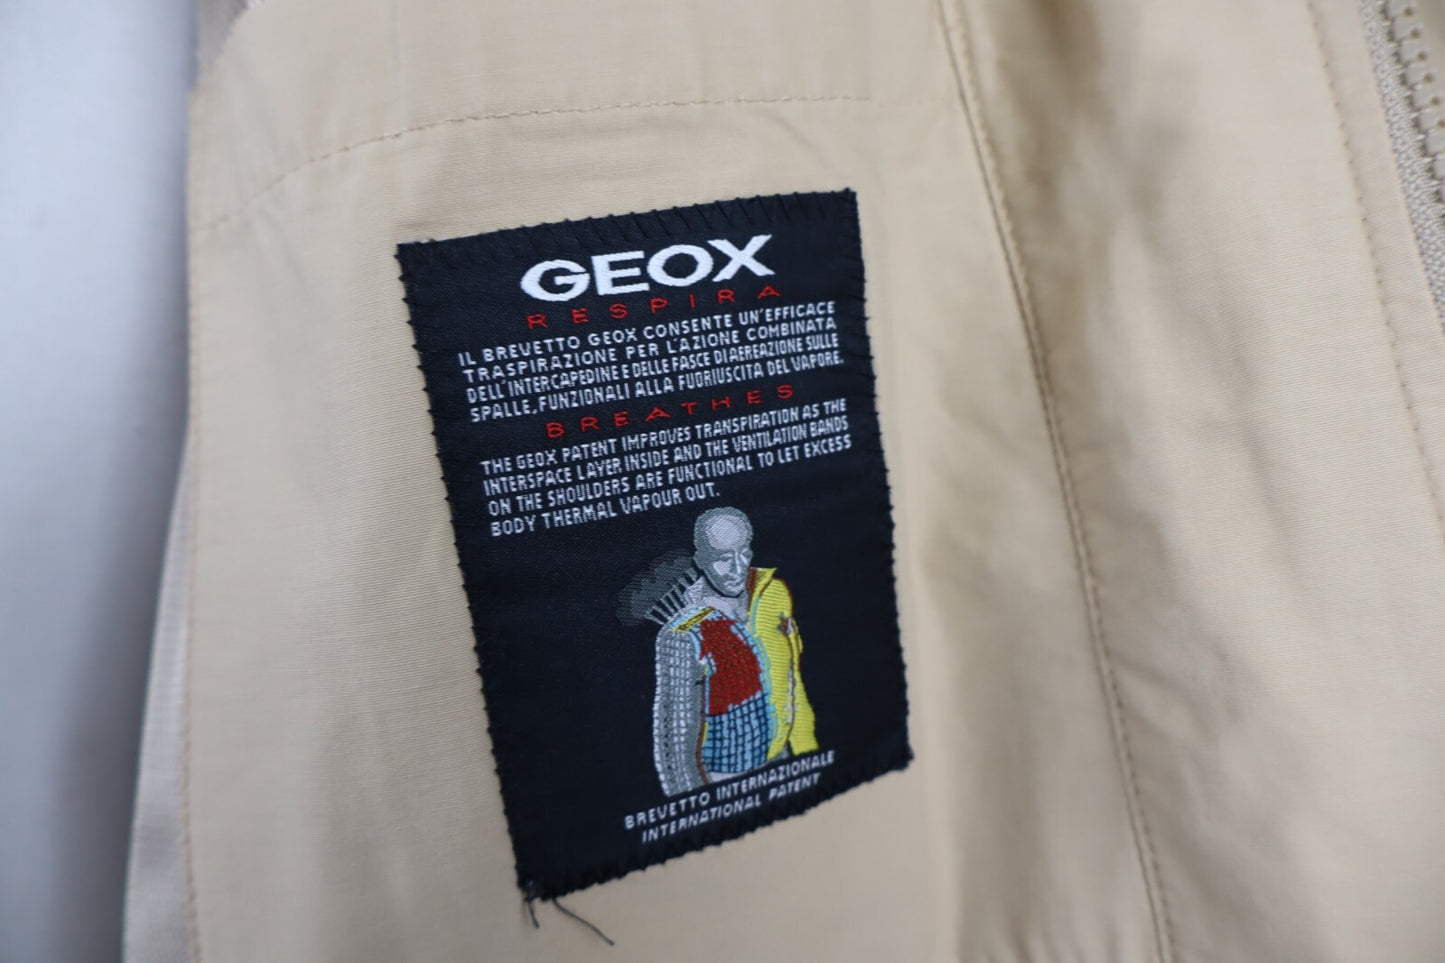 GEOX
RESPIRA
IL BREVETTO GEOX CONSENTE UN'EFFICACE
TRASPIRAZIONE PER L'AZIONE COMBINATA
DELL'INTERCAPEDINE E DELLE FASCE DI AEREAZIONE SULLE
SPALLE, FUNZIONALI ALLA FUORIUSCITA DEL VAPORE.
BREATHES
THE GEOX PATENT IMPROVES TRANSPIRATION AS THE
INTERSPACE LAYER INSIDE AND THE VENTILATION BANDS
ON THE SHOULDERS ARE FUNCTIONAL TO LET EXCESS
BODY THERMAL VAPOUR OUT.
BREVETTO INTERNAZIONALE
INTERNATIONAL PATENT